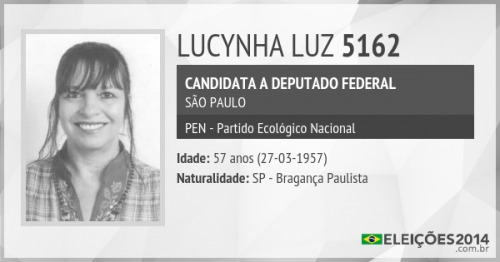 LUCYNHA LUZ 5162
CANDIDATA A DEPUTADO FEDERAL
SÃO PAULO
PEN - Partido Ecológico Nacional
Idade: 57 anos (27-03-1957)
Naturalidade: SP - Bragança Paulista
ELEIÇÕES2014
.com.br